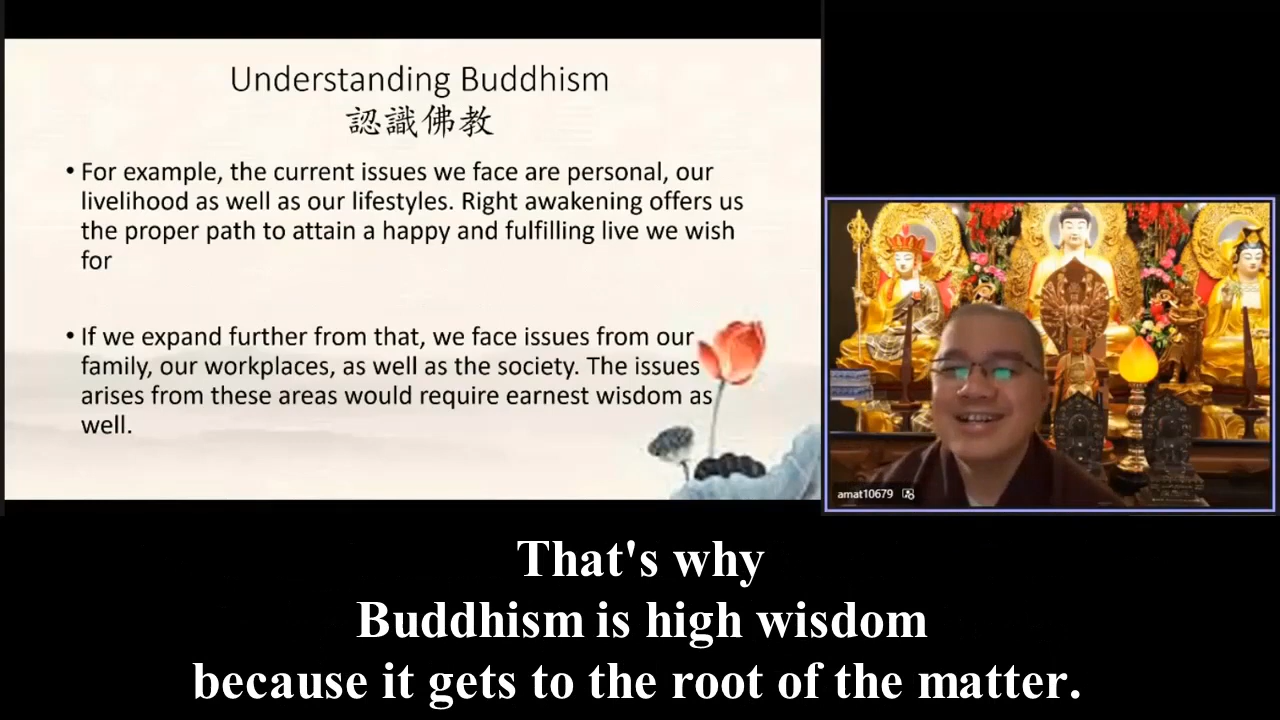 Understanding Buddhism
認識佛教
• For example, the current issues we face are personal, our
livelihood as well as our lifestyles. Right awakening offers us
the proper path to attain a happy and fulfilling live we wish
for
• If we expand further from that, we face issues from our
family, our workplaces, as well as the society. The issues
arises from these areas would require earnest wisdom as
well.
amat10679
That's why
Buddhism is high wisdom
because it gets to the root of the matter.